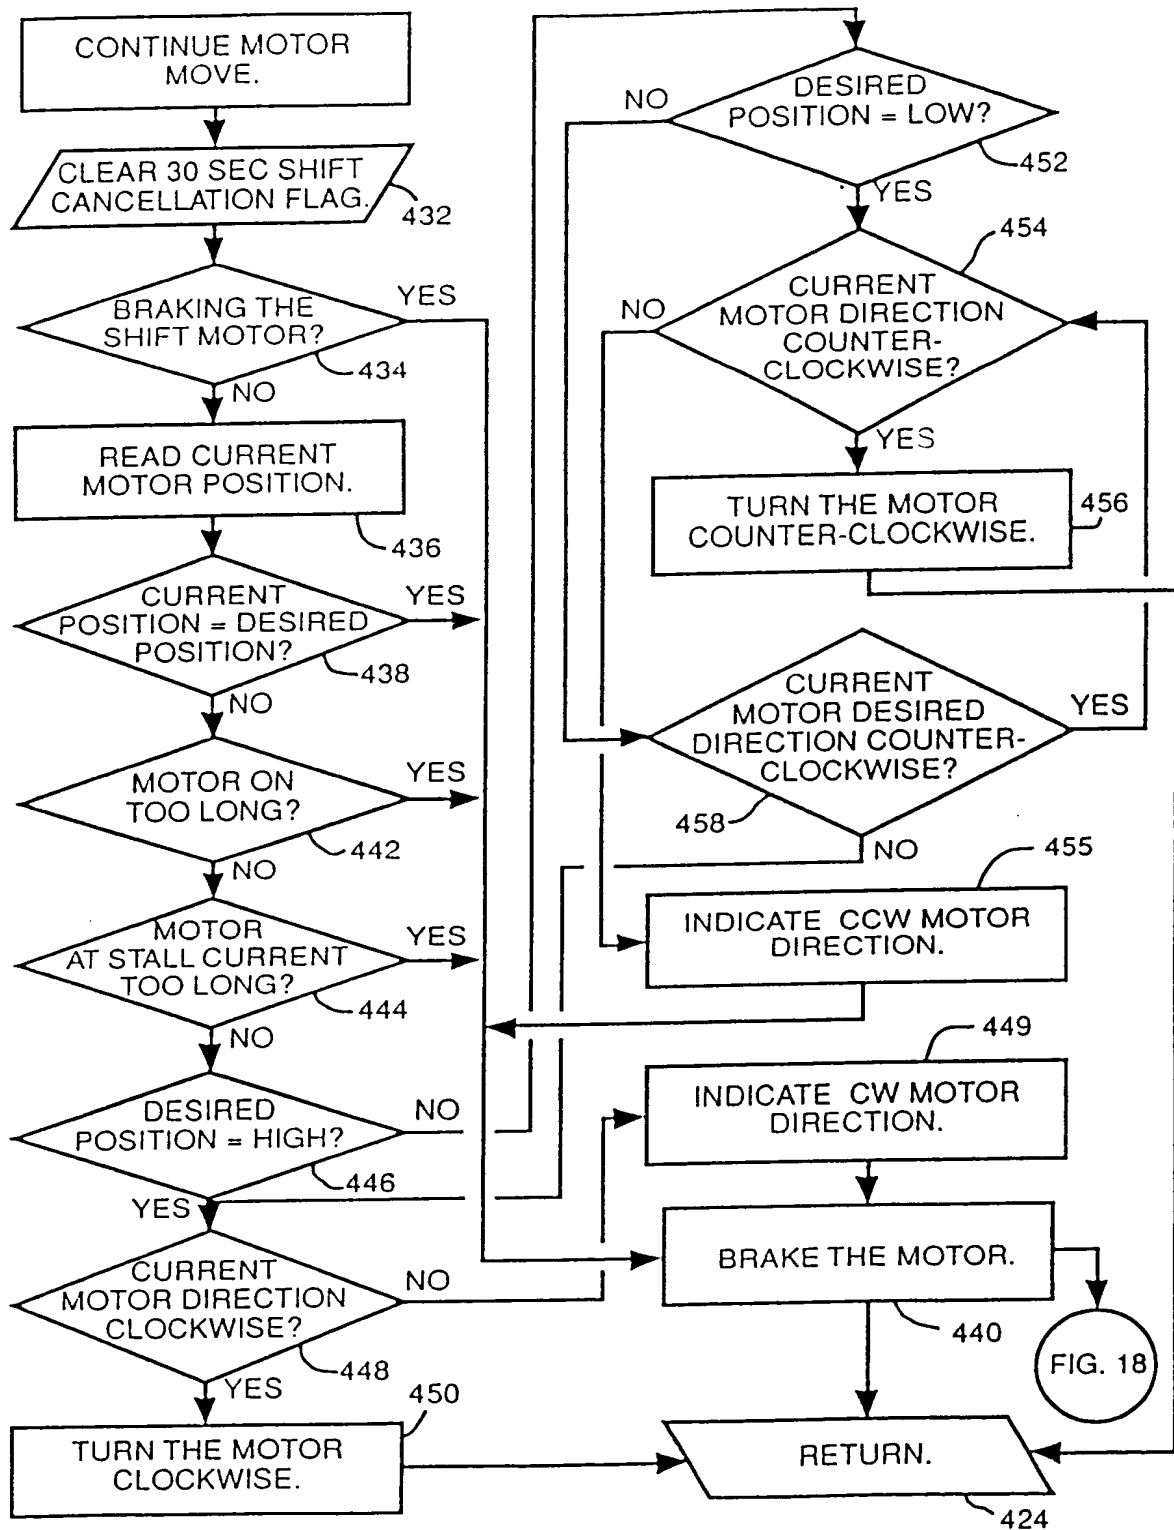 CONTINUE MOTOR
MOVE.
CLEAR 30 SEC SHIFT
CANCELLATION FLAG.
432
BRAKING THE
SHIFT MOTOR?
YES
434
NO
READ CURRENT
MOTOR POSITION.
436
CURRENT
POSITION = DESIRED
POSITION?
YES
438
NO
MOTOR ON
TOO LONG?
YES
442
NO
MOTOR
AT STALL CURRENT
TOO LONG?
YES
444
NO
DESIRED
POSITION = HIGH?
NO
446
YES
CURRENT
MOTOR DIRECTION
CLOCKWISE?
NO
448
YES
450
TURN THE MOTOR
CLOCKWISE.
DESIRED
POSITION = LOW?
NO
452
YES
454
CURRENT
MOTOR DIRECTION
COUNTER-
CLOCKWISE?
NO
YES
TURN THE MOTOR
COUNTER-CLOCKWISE.
456
CURRENT
MOTOR DESIRED
DIRECTION COUNTER-
CLOCKWISE?
YES
458
NO
455
INDICATE CCW MOTOR
DIRECTION.
449
INDICATE CW MOTOR
DIRECTION.
BRAKE THE MOTOR.
440
FIG. 18
RETURN.
424